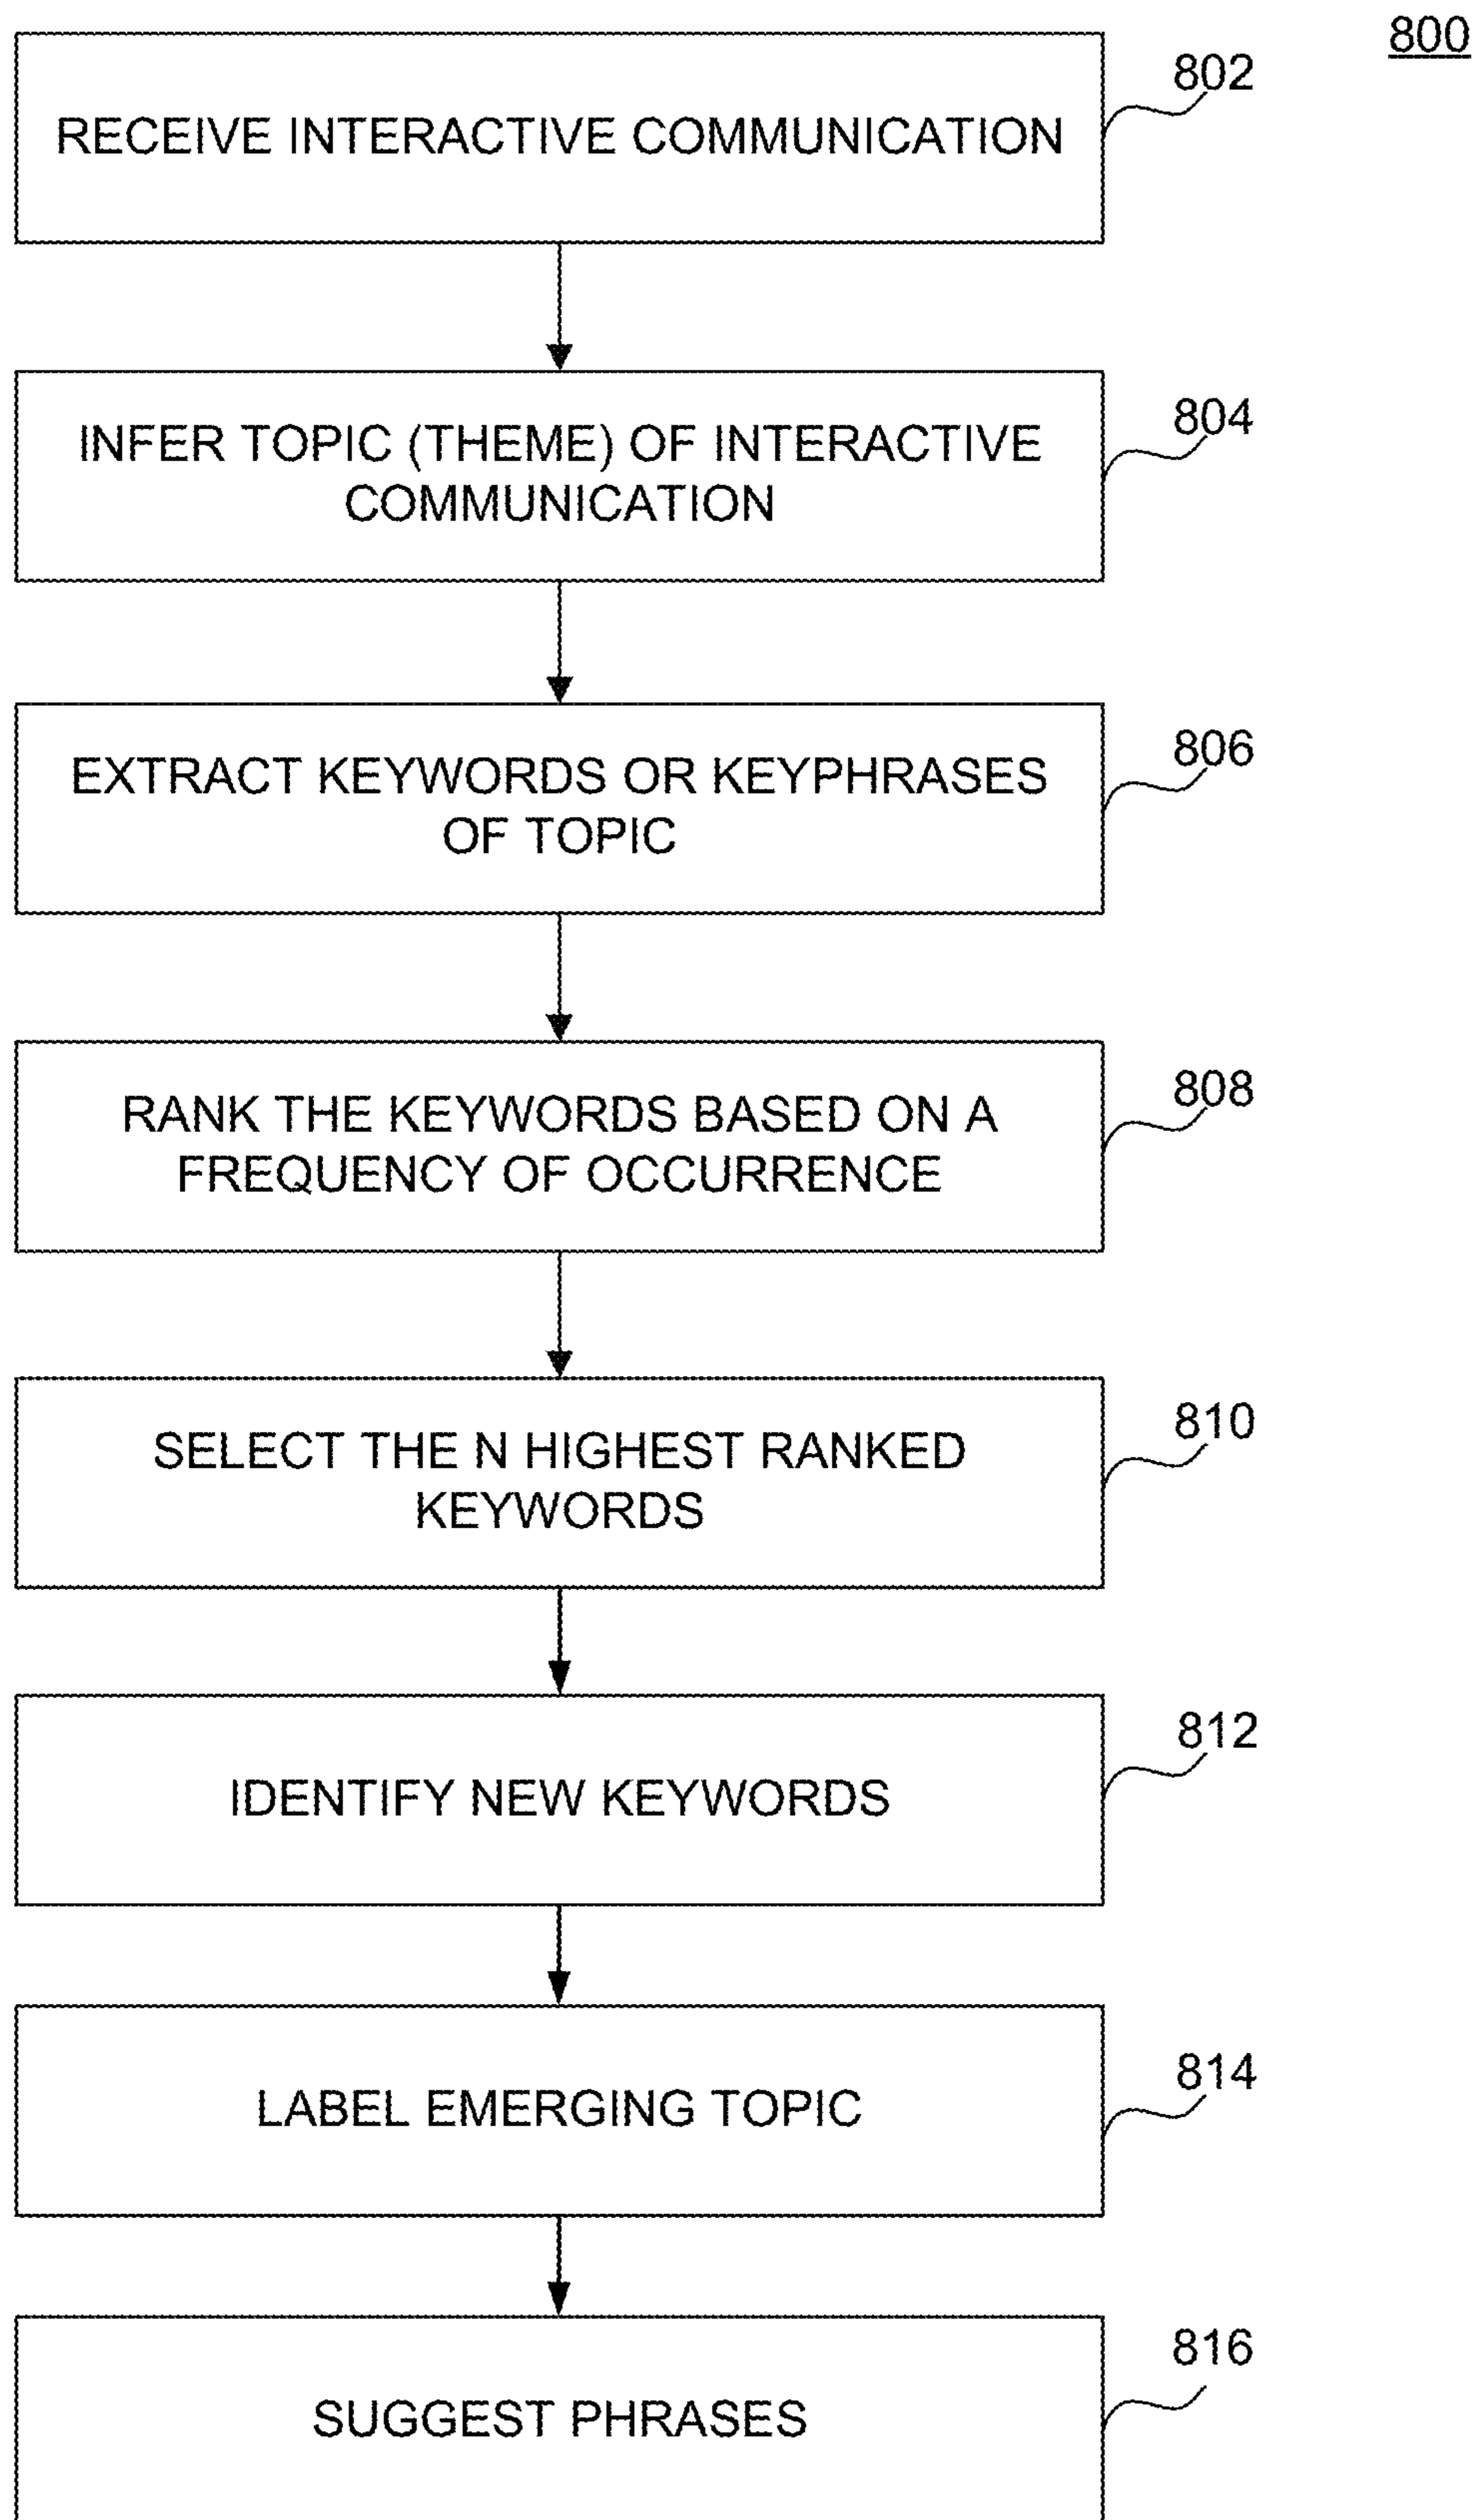 800
802
RECEIVE INTERACTIVE COMMUNICATION
804
INFER TOPIC (THEME) OF INTERACTIVE
COMMUNICATION
806
EXTRACT KEYWORDS OR KEYPHRASES
OF TOPIC
808
RANK THE KEYWORDS BASED ON A
FREQUENCY OF OCCURRENCE
810
SELECT THE N HIGHEST RANKED
KEYWORDS
812
IDENTIFY NEW KEYWORDS
814
LABEL EMERGING TOPIC
816
SUGGEST PHRASES